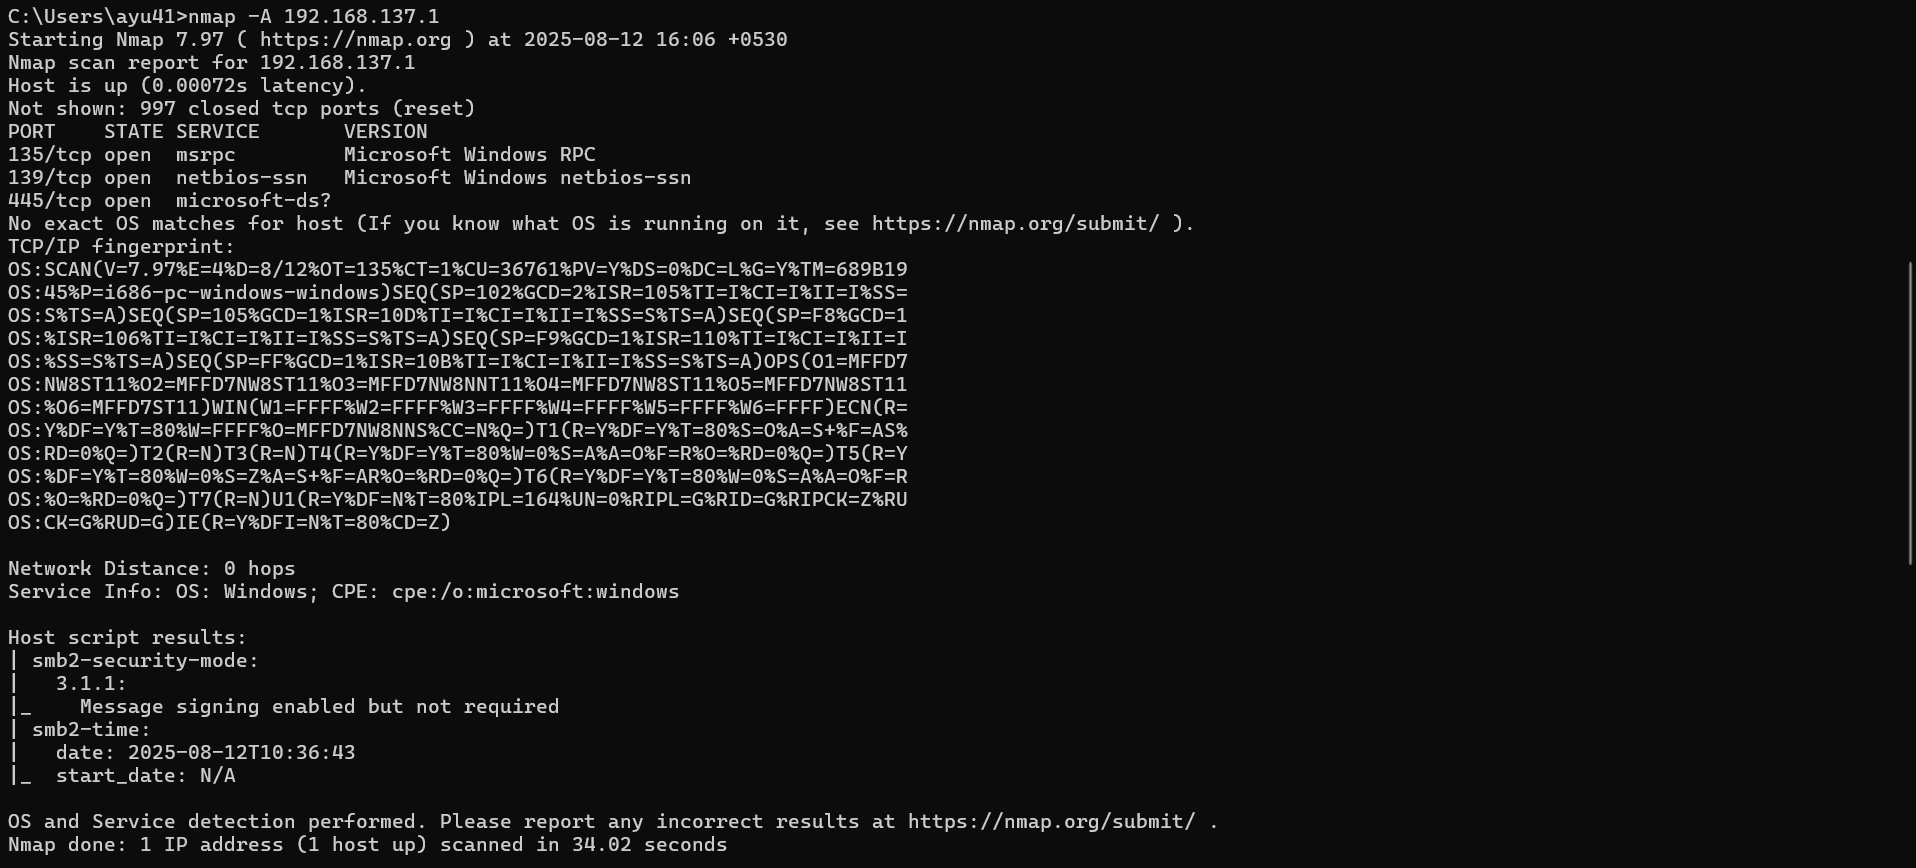 C:\Users\ayu41>nmap -A 192.168.137.1
Starting Nmap 7.97 ( https://nmap.org ) at 2025-08-12 16:06 +0530
Nmap scan report for 192.168.137.1
Host is up (0.00072s latency).
Not shown: 997 closed tcp ports (reset)
PORT    STATE SERVICE       VERSION
135/tcp open  msrpc         Microsoft Windows RPC
139/tcp open  netbios-ssn   Microsoft Windows netbios-ssn
445/tcp open  microsoft-ds?
No exact OS matches for host (If you know what OS is running on it, see https://nmap.org/submit/ ).
TCP/IP fingerprint:
OS:SCAN(V=7.97%E=4%D=8/12%OT=135%CT=1%CU=36761%PV=Y%DS=0%DC=L%G=Y%TM=689B19
OS:45%P=i686-pc-windows-windows)SEQ(SP=102%GCD=2%ISR=105%TI=I%CI=I%II=I%SS=
OS:S%TS=A)SEQ(SP=105%GCD=1%ISR=10D%TI=I%CI=I%II=I%SS=S%TS=A)SEQ(SP=F8%GCD=1
OS:%ISR=106%TI=I%CI=I%II=I%SS=S%TS=A)SEQ(SP=F9%GCD=1%ISR=110%TI=I%CI=I%II=I
OS:%SS=S%TS=A)SEQ(SP=FF%GCD=1%ISR=10B%TI=I%CI=I%II=I%SS=S%TS=A)OPS(O1=MFFD7
OS:NW8ST11%O2=MFFD7NW8ST11%O3=MFFD7NW8NNT11%O4=MFFD7NW8ST11%O5=MFFD7NW8ST11
OS:%O6=MFFD7ST11)WIN(W1=FFFF%W2=FFFF%W3=FFFF%W4=FFFF%W5=FFFF%W6=FFFF)ECN(R=
OS:Y%DF=Y%T=80%W=FFFF%O=MFFD7NW8NNS%CC=N%Q=)T1(R=Y%DF=Y%T=80%S=O%A=S+%F=AS%
OS:RD=0%Q=)T2(R=N)T3(R=N)T4(R=Y%DF=Y%T=80%W=0%S=A%A=O%F=R%O=%RD=0%Q=)T5(R=Y
OS:%DF=Y%T=80%W=0%S=Z%A=S+%F=AR%O=%RD=0%Q=)T6(R=Y%DF=Y%T=80%W=0%S=A%A=O%F=R
OS:%O=%RD=0%Q=)T7(R=N)U1(R=Y%DF=N%T=80%IPL=164%UN=0%RIPL=G%RID=G%RIPCK=Z%RU
OS:CK=G%RUD=G)IE(R=Y%DFI=N%T=80%CD=Z)
Network Distance: 0 hops
Service Info: OS: Windows; CPE: cpe:/o:microsoft:windows
Host script results:
| smb2-security-mode:
|   3.1.1:
|_    Message signing enabled but not required
| smb2-time:
|   date: 2025-08-12T10:36:43
|_  start_date: N/A
OS and Service detection performed. Please report any incorrect results at https://nmap.org/submit/ .
Nmap done: 1 IP address (1 host up) scanned in 34.02 seconds